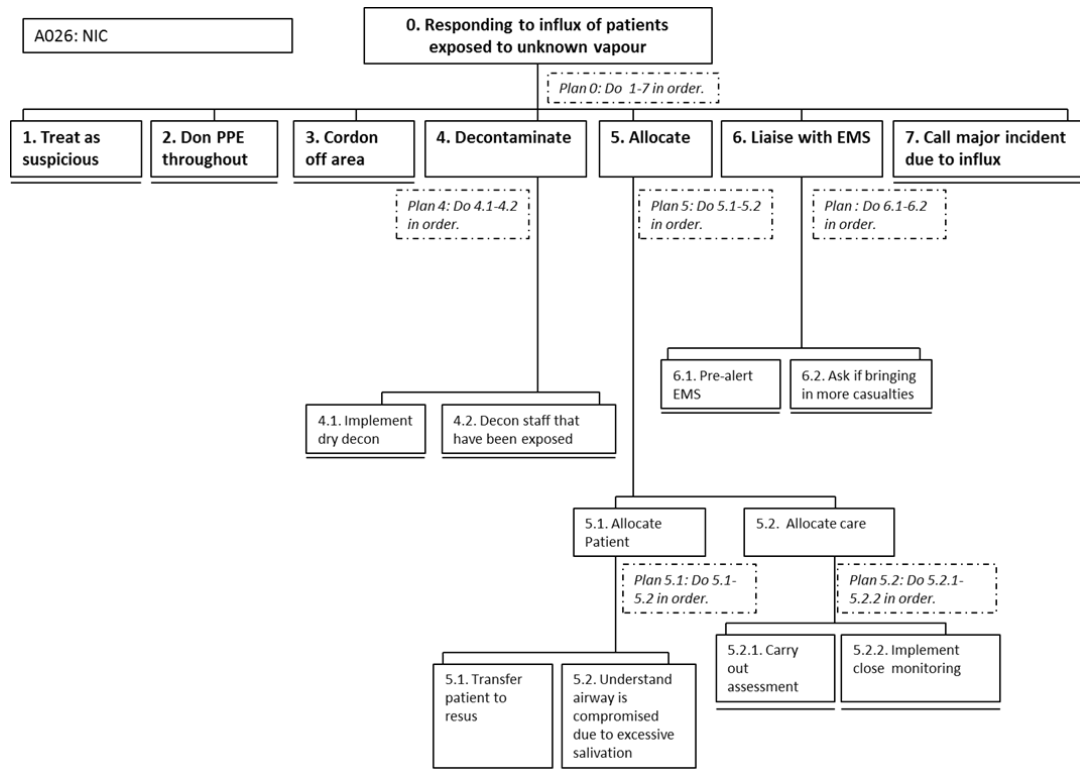 A026: NIC
0. Responding to influx of patients
exposed to unknown vapour
Plan 0: Do 1-7 in order.
1. Treat as
suspicious
2. Don PPE
throughout
3. Cordon
off area
4. Decontaminate
5. Allocate
6. Liaise with EMS
7. Call major incident
due to influx
Plan 4: Do 4.1-4.2
in order.
Plan 5: Do 5.1-5.2
in order.
Plan : Do 6.1-6.2
in order.
6.1. Pre-alert
EMS
6.2. Ask if bringing
in more casualties
4.1. Implement
dry decon
4.2. Decon staff that
have been exposed
5.1. Allocate
Patient
5.2. Allocate care
Plan 5.1: Do 5.1-
5.2 in order.
Plan 5.2: Do 5.2.1-
5.2.2 in order.
5.2.1. Carry
out
assessment
5.2.2. Implement
close monitoring
5.1. Transfer
patient to
resus
5.2. Understand
airway is
compromised
due to excessive
salivation